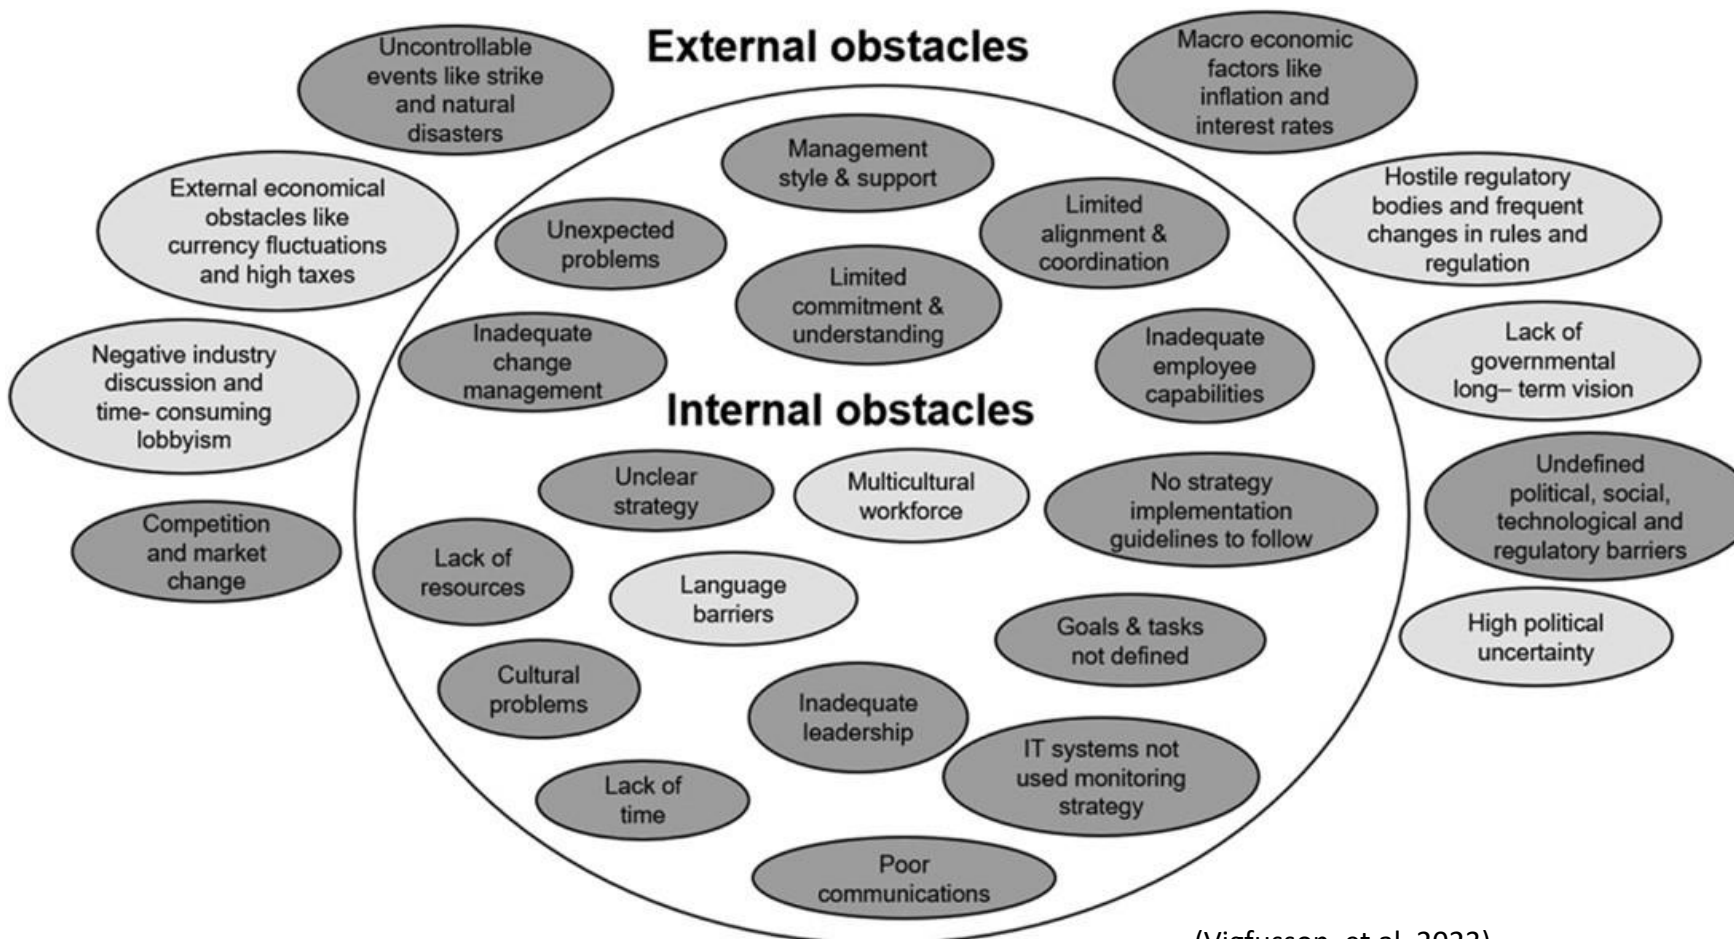 External obstacles
Uncontrollable
events like strike
and natural
disasters
Macro economic
factors like
inflation and
interest rates
External economical
obstacles like
currency fluctuations
and high taxes
Hostile regulatory
bodies and frequent
changes in rules and
regulation
Negative industry
discussion and
time- consuming
lobbyism
Lack of
governmental
long– term vision
Competition
and market
change
Undefined
political, social,
technological and
regulatory barriers
High political
uncertainty
Management
style & support
Unexpected
problems
Limited
alignment &
coordination
Limited
commitment &
understanding
Inadequate
change
management
Inadequate
employee
capabilities
Internal obstacles
Unclear
strategy
Multicultural
workforce
No strategy
implementation
guidelines to follow
Lack of
resources
Language
barriers
Goals & tasks
not defined
Cultural
problems
Inadequate
leadership
IT systems not
used monitoring
strategy
Lack of
time
Poor
communications
(Vigfusson, et al.